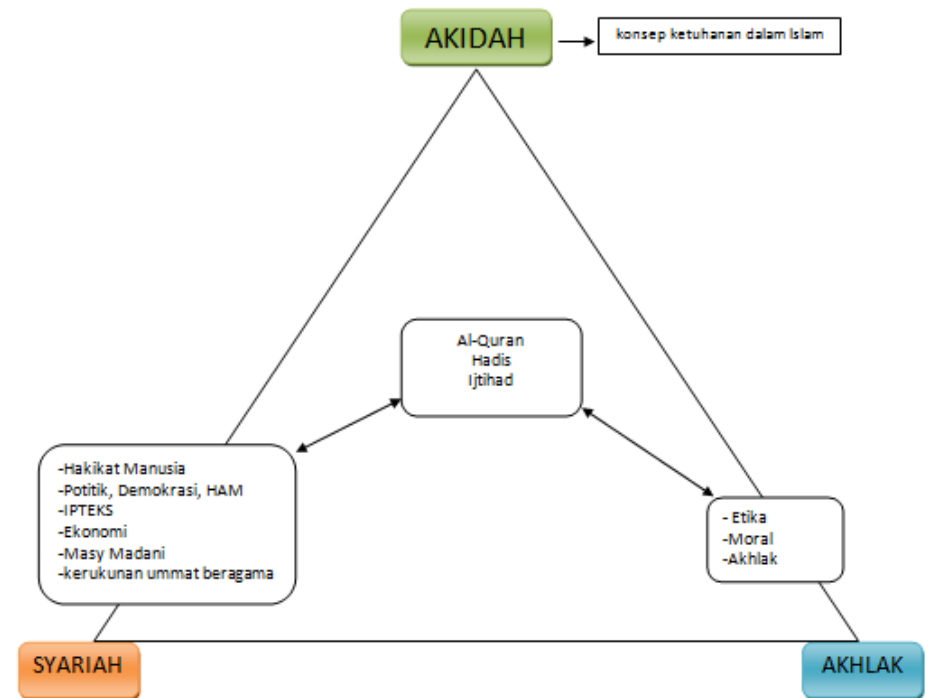 AKIDAH
konsep ketuhanan dalam Islam
Al-Quran
Hadis
Ijtihad
-Hakikat Manusia
-Potitik, Demokrasi, HAM
-IPTEKS
-Ekonomi
-Masy Madani
-kerukunan ummat beragama
- Etika
-Moral
-Akhlak
SYARIAH
AKHLAK